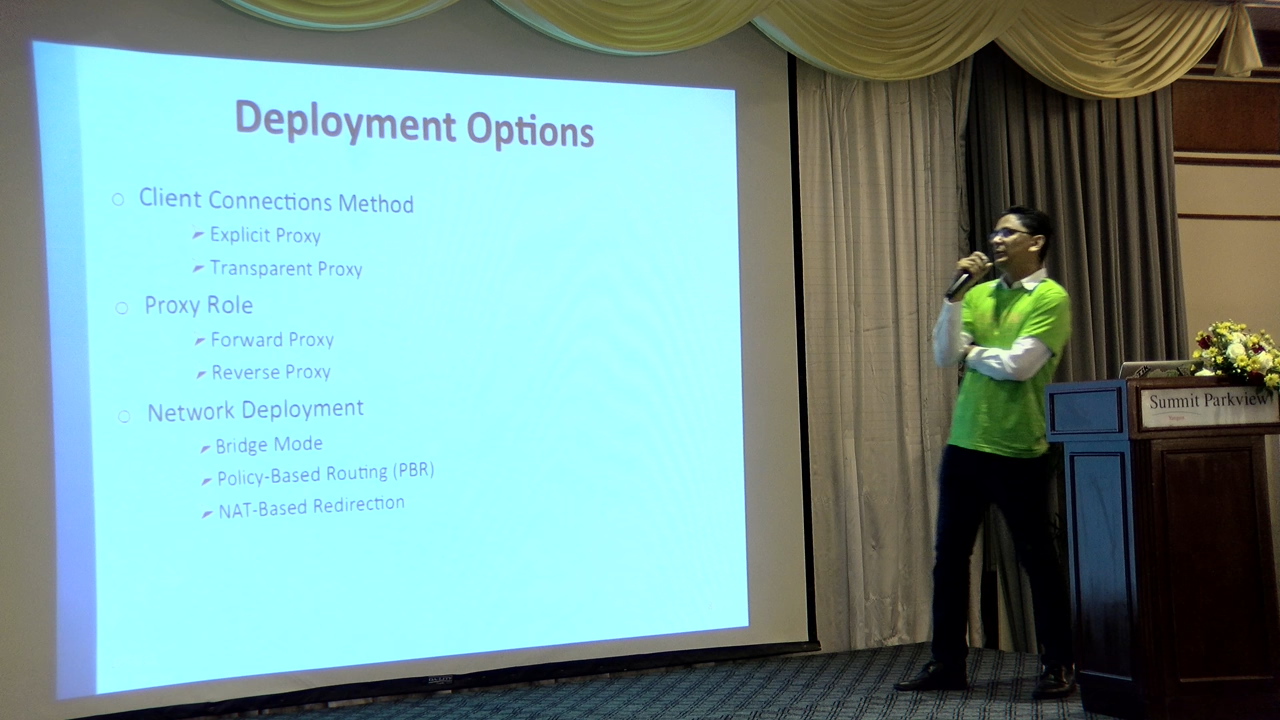 Deployment Options
Client Connections Method
Explicit Proxy
Transparent Proxy
Proxy Role
Forward Proxy
Reverse Proxy
Network Deployment
Bridge Mode
Policy-Based Routing (PBR)
NAT-Based Redirection
Summit Parkview